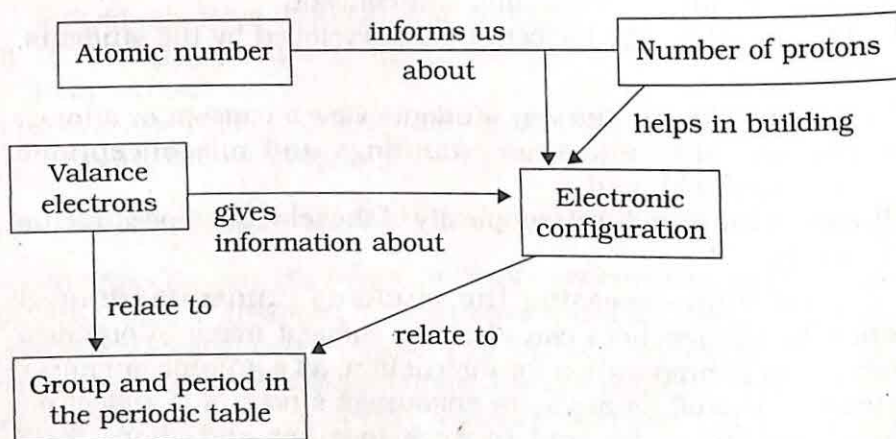 informs us
Atomic number
Number of protons
about
helps in building
Valance
electrons
Electronic
configuration
gives
information about
relate to
relate to
Group and period in
the periodic table